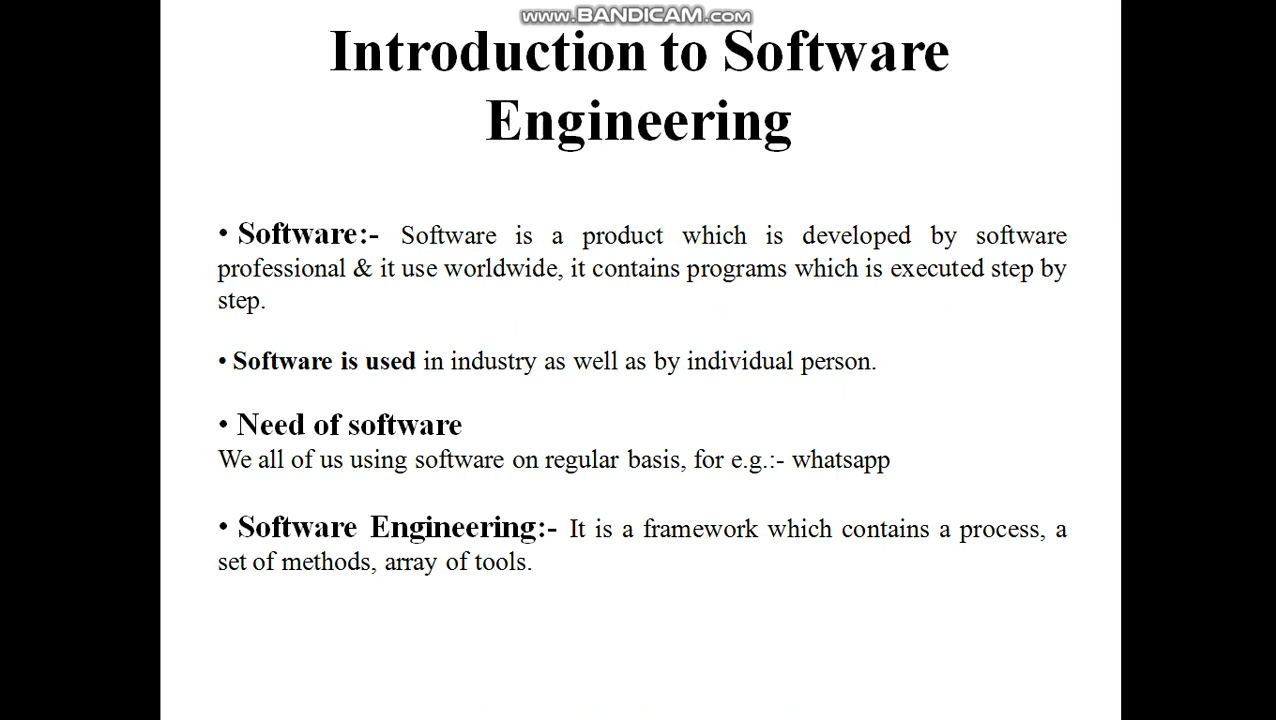 www.BANDICAM.com
Introduction to Software
Engineering
• Software:- Software is a product which is developed by software
professional & it use worldwide, it contains programs which is executed step by
step.
• Software is used in industry as well as by individual person.
• Need of software
We all of us using software on regular basis, for e.g.:- whatsapp
• Software Engineering:- It is a framework which contains a process, a
set of methods, array of tools.